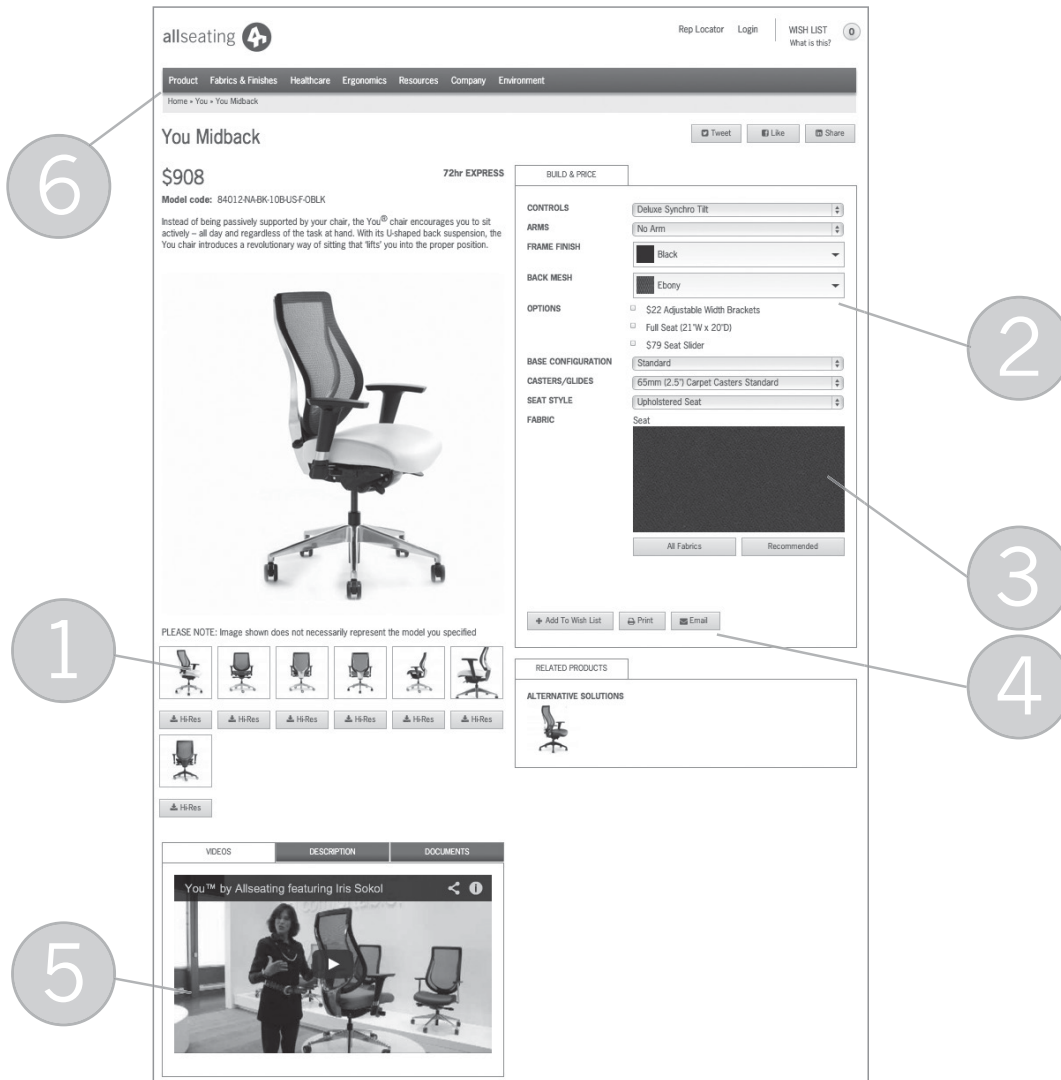 allseating
Rep Locator Login WISH LIST 0
What is this?
Product Fabrics & Finishes Healthcare Ergonomics Resources Company Environment
Home » You » You Midback
6
You Midback
Tweet Like Share
$908 72hr EXPRESS
Model code: 84012-NA-BK-10B-US-F-OBLK
Instead of being passively supported by your chair, the You® chair encourages you to sit
actively – all day and regardless of the task at hand. With its U-shaped back suspension, the
You chair introduces a revolutionary way of sitting that 'lifts' you into the proper position.
BUILD & PRICE
CONTROLS Deluxe Synchro Tilt
ARMS No Arm
FRAME FINISH Black
BACK MESH Ebony
OPTIONS $22 Adjustable Width Brackets
Full Seat (21"W x 20"D)
$79 Seat Slider
2
BASE CONFIGURATION Standard
CASTERS/GLIDES 65mm (2.5") Carpet Casters Standard
SEAT STYLE Upholstered Seat
FABRIC Seat
All Fabrics Recommended
3
Add To Wish List Print Email
4
PLEASE NOTE: Image shown does not necessarily represent the model you specified
1
Hi-Res Hi-Res Hi-Res Hi-Res Hi-Res Hi-Res
Hi-Res
RELATED PRODUCTS
ALTERNATIVE SOLUTIONS
VIDEOS DESCRIPTION DOCUMENTS
You™ by Allseating featuring Iris Sokol
5